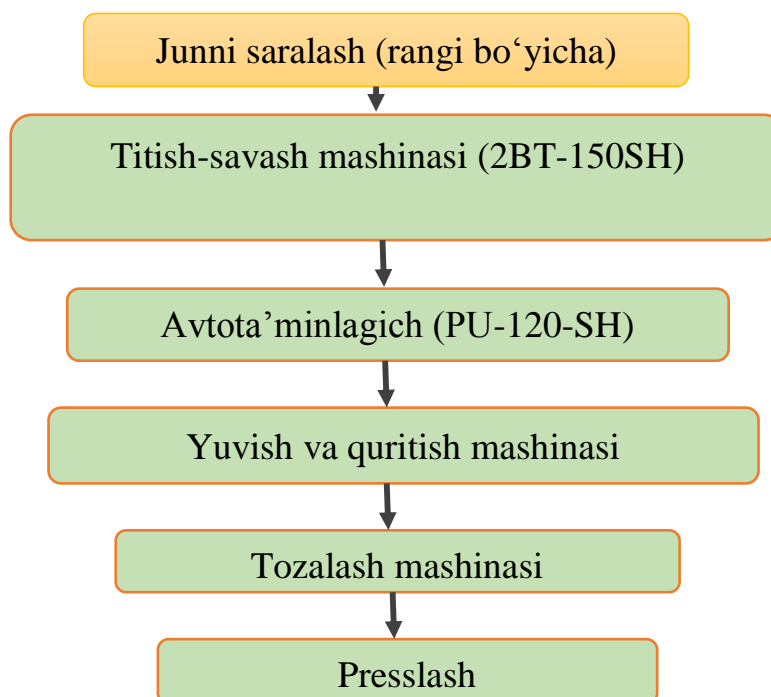 Junni saralash (rangi bo‘yicha)
Titish-savash mashinasi (2BT-150SH)
Avtota’minlagich (PU-120-SH)
Yuvish va quritish mashinasi
Tozalash mashinasi
Presslash